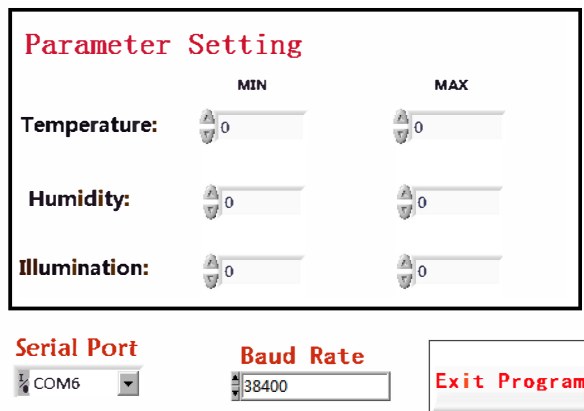 Parameter Setting
MIN MAX
Temperature: 0 0
Humidity: 0 0
Illumination: 0 0
Serial Port
COM6
Baud Rate
38400
Exit Program